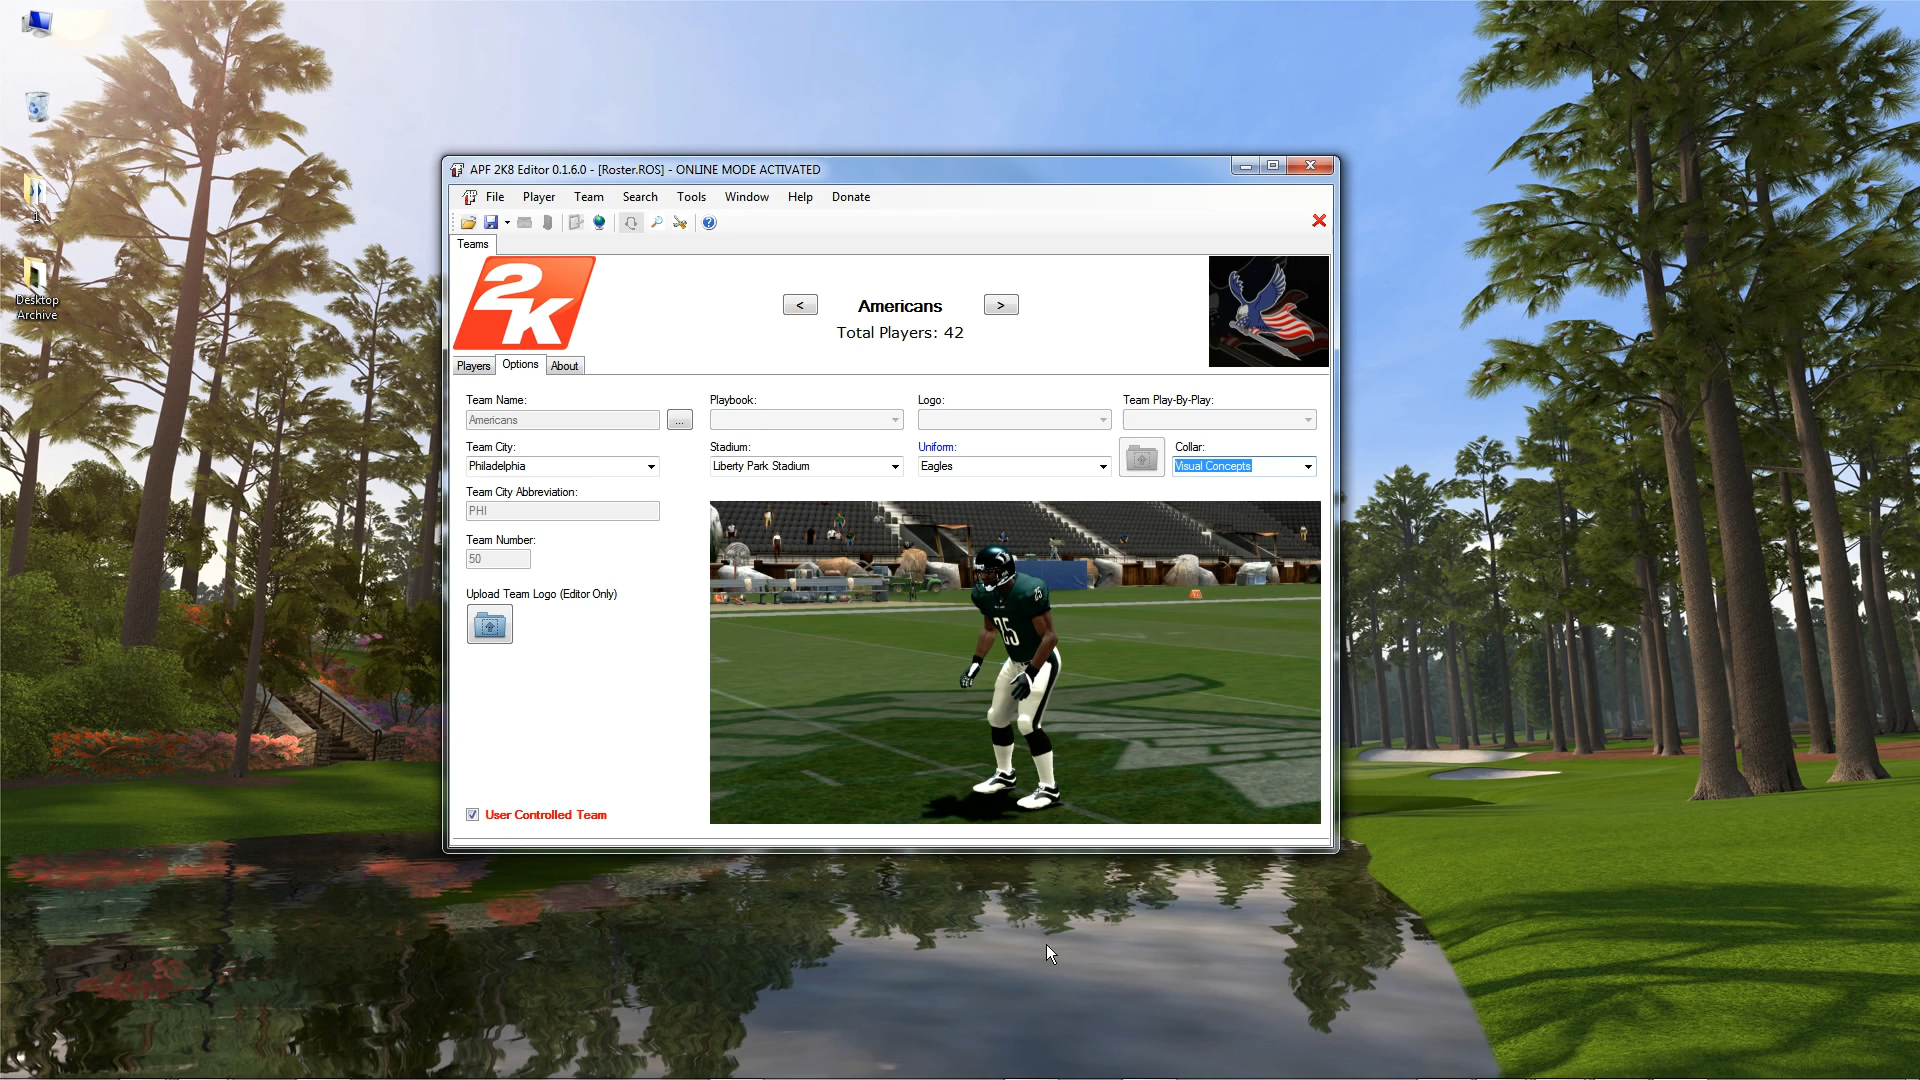 APF 2K8 Editor 0.1.6.0 - [Roster.ROS] - ONLINE MODE ACTIVATED
File Player Team Search Tools Window Help Donate
Teams
2K
< Americans >
Total Players: 42
Players Options About
Team Name: Playbook: Logo: Team Play-By-Play:
Americans ...
Team City: Stadium: Uniform: Collar:
Philadelphia Liberty Park Stadium Eagles Visual Concepts
Team City Abbreviation:
PHI
Team Number:
50
Upload Team Logo (Editor Only)
User Controlled Team
25
25
1
Desktop
Archive